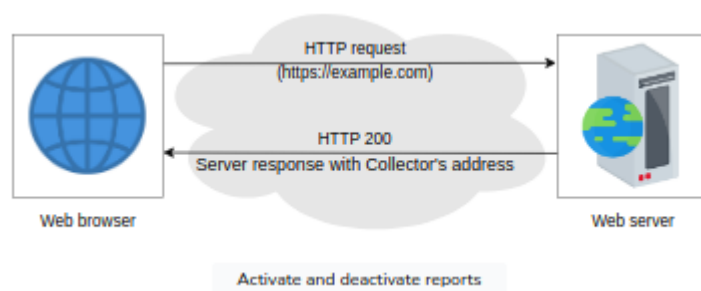 HTTP request
(https://example.com)
HTTP 200
Server response with Collector's address
Web browser
Web server
Activate and deactivate reports